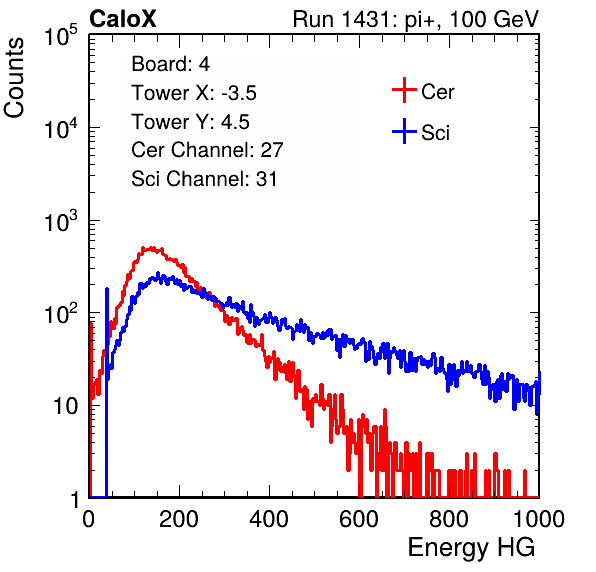 CaloX Run 1431: pi+, 100 GeV
Board: 4
Tower X: -3.5
Tower Y: 4.5
Cer Channel: 27
Sci Channel: 31
Cer
Sci
Counts
10^5
10^4
10^3
10^2
10
1
0 200 400 600 800 1000
Energy HG